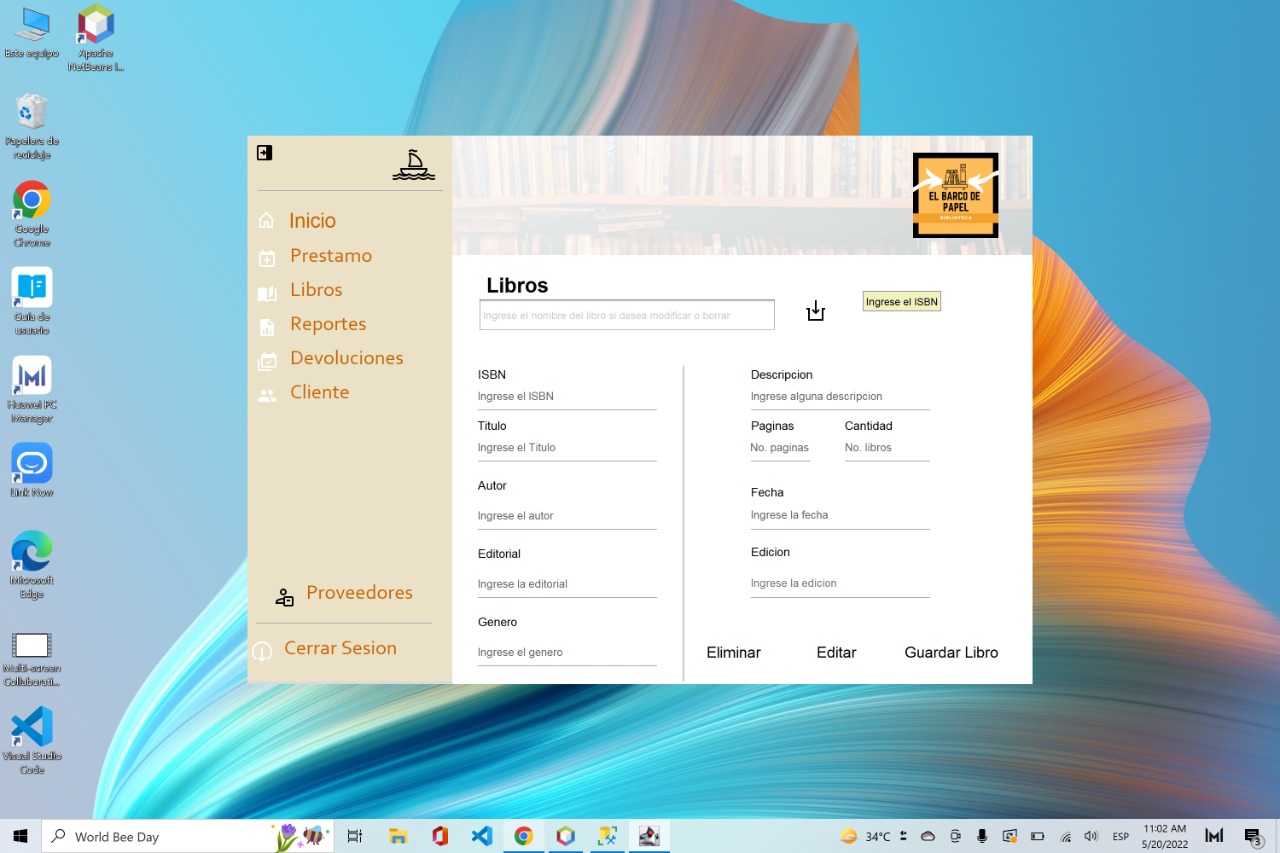 Este equipo
Apache
NetBeans I...
Papelera de
reciclaje
Google
Chrome
Guía de
usuario
Huawei PC
Manager
Link Now
Microsoft
Edge
Multi-screen
Collaborati...
Visual Studio
Code
Inicio
Prestamo
Libros
Reportes
Devoluciones
Cliente
Proveedores
Cerrar Sesion
EL BARCO DE
PAPEL
BIBLIOTECA
Libros
Ingrese el nombre del libro si desea modificar o borrar
Ingrese el ISBN
ISBN
Ingrese el ISBN
Titulo
Ingrese el Titulo
Autor
Ingrese el autor
Editorial
Ingrese la editorial
Genero
Ingrese el genero
Descripcion
Ingrese alguna descripcion
Paginas Cantidad
No. paginas No. libros
Fecha
Ingrese la fecha
Edicion
Ingrese la edicion
Eliminar Editar Guardar Libro
World Bee Day
34°C
ESP
11:02 AM
5/20/2022
3